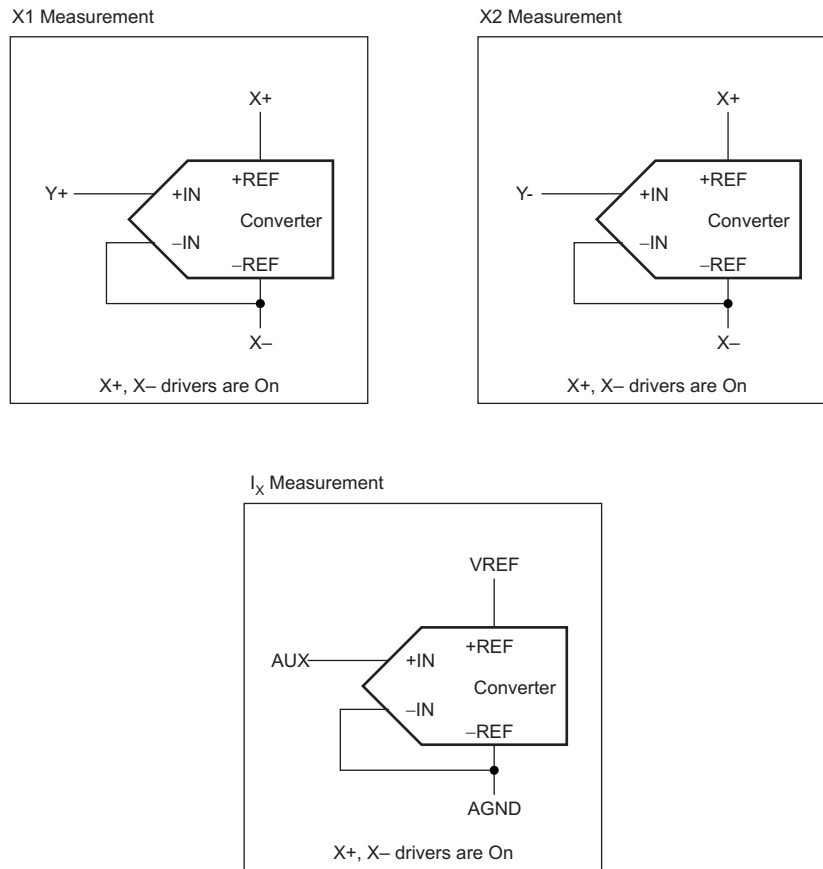 X1 Measurement
X+
Y+
+IN
+REF
Converter
–IN
–REF
X–
X+, X– drivers are On
X2 Measurement
X+
Y-
+IN
+REF
Converter
–IN
–REF
X–
X+, X– drivers are On
IX Measurement
VREF
AUX
+IN
+REF
Converter
–IN
–REF
AGND
X+, X– drivers are On